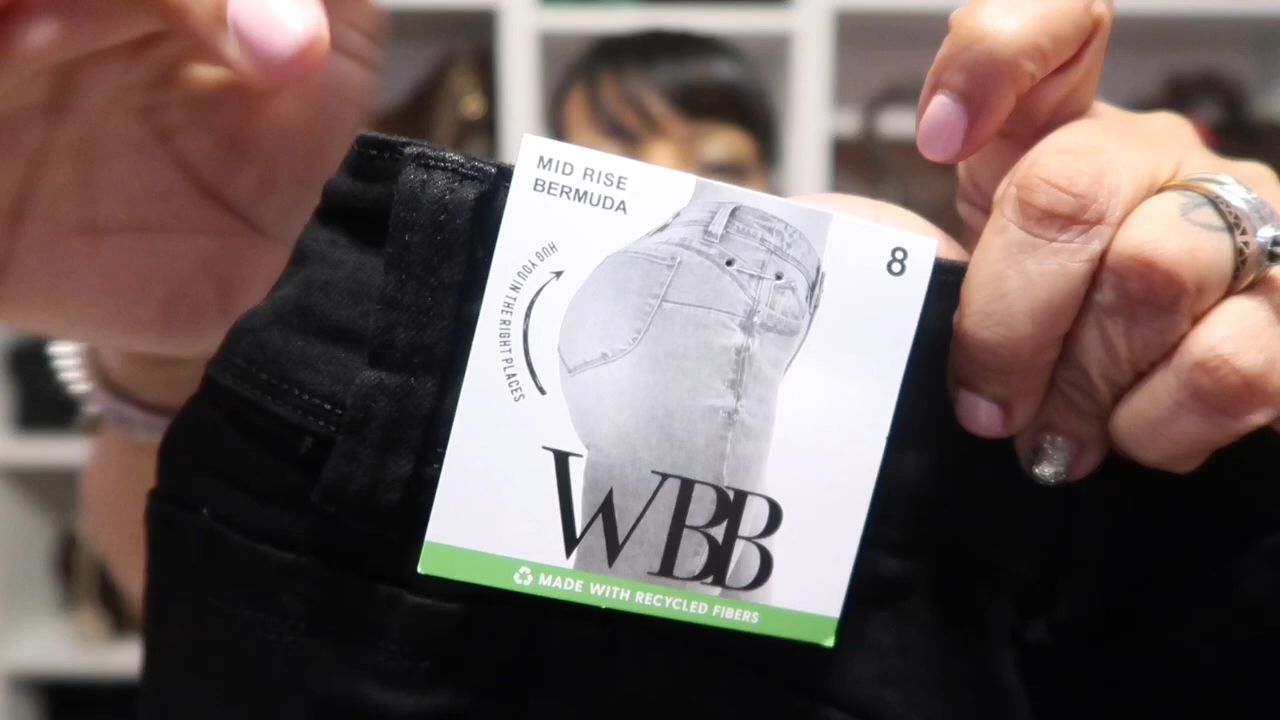 MID RISE
BERMUDA
8
HUG YOU IN THE RIGHT PLACES
WBB
MADE WITH RECYCLED FIBERS